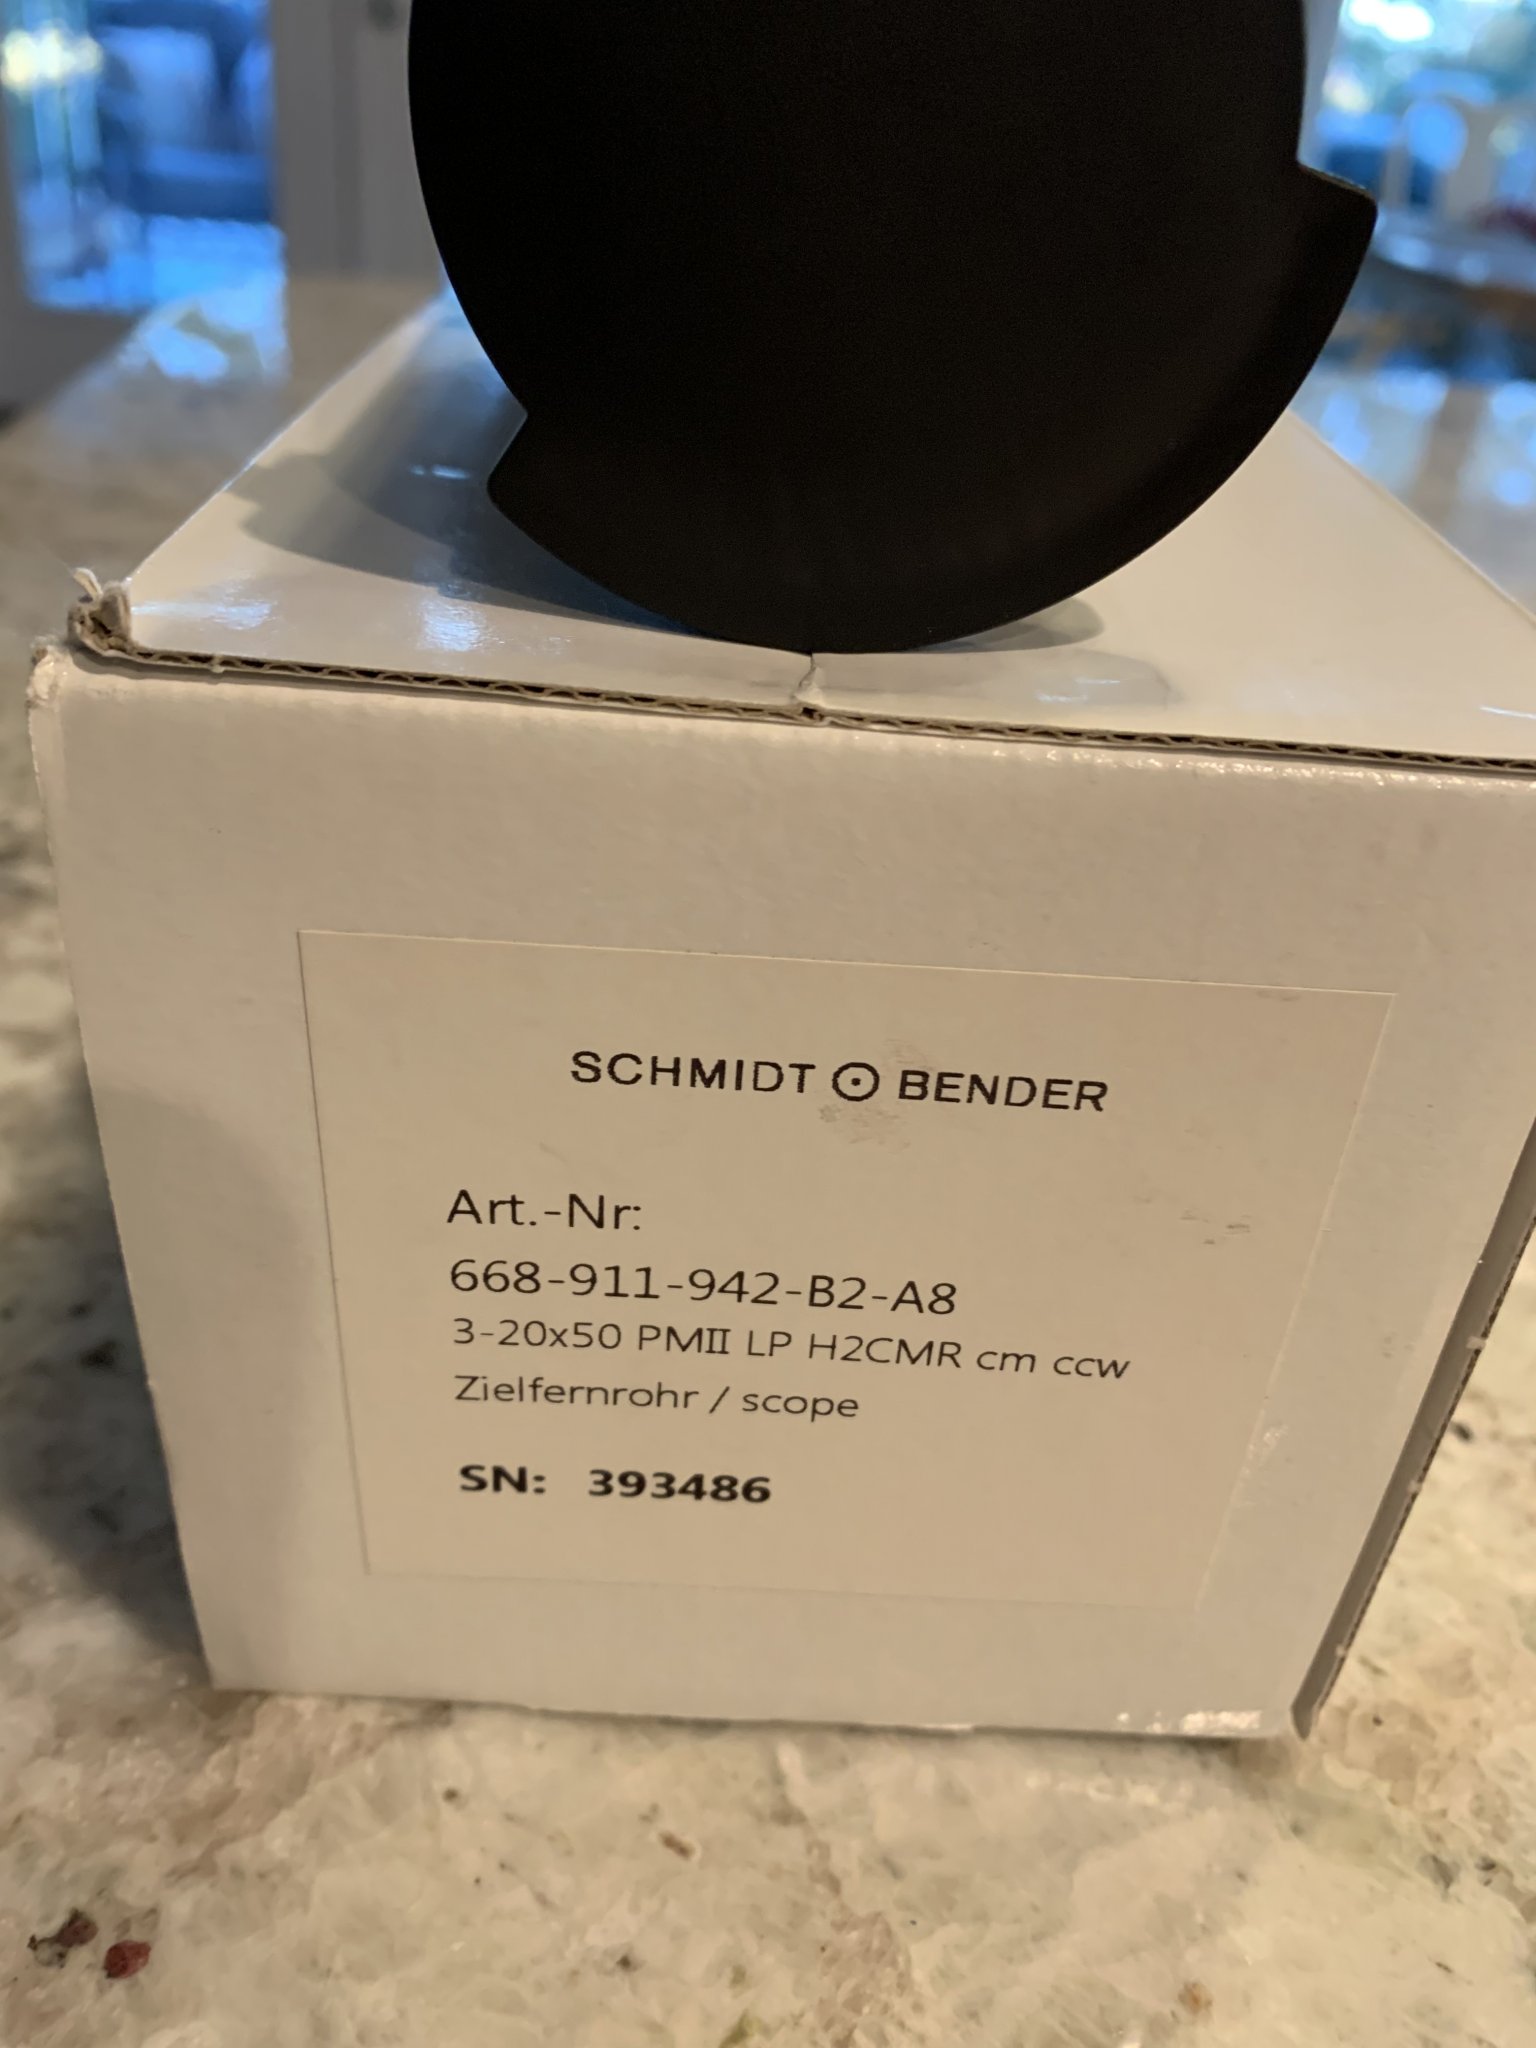 SCHMIDT BENDER
Art.-Nr:
668-911-942-B2-A8
3-20x50 PMII LP H2CMR cm ccw
Zielfernrohr / scope
SN: 393486